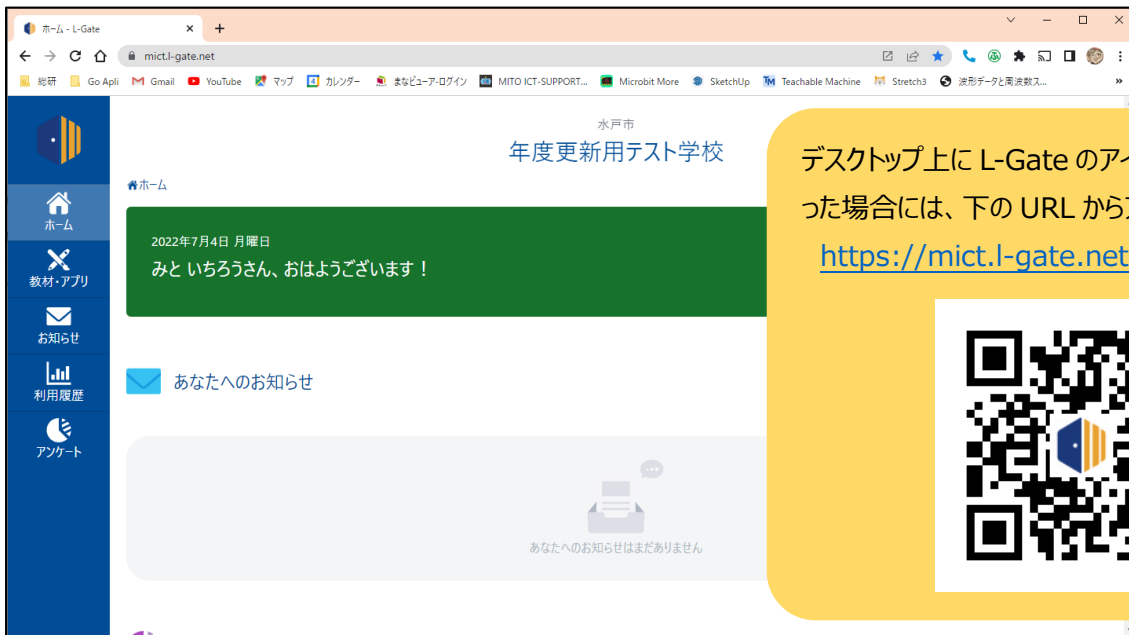 ホーム - L-Gate
mict.l-gate.net
総研
Go Apli
Gmail
YouTube
マップ
カレンダー
まなビューア-ログイン
MITO ICT-SUPPORT...
Microbit More
SketchUp
Teachable Machine
Stretch3
波形データと周波数ス...
水戸市
年度更新用テスト学校
ホーム
ホーム
教材・アプリ
お知らせ
利用履歴
アンケート
2022年7月4日 月曜日
みと いちろうさん、おはようございます！
あなたへのお知らせ
あなたへのお知らせはまだありません
デスクトップ上に L-Gate のア
った場合には、下の URL から
https://mict.l-gate.net